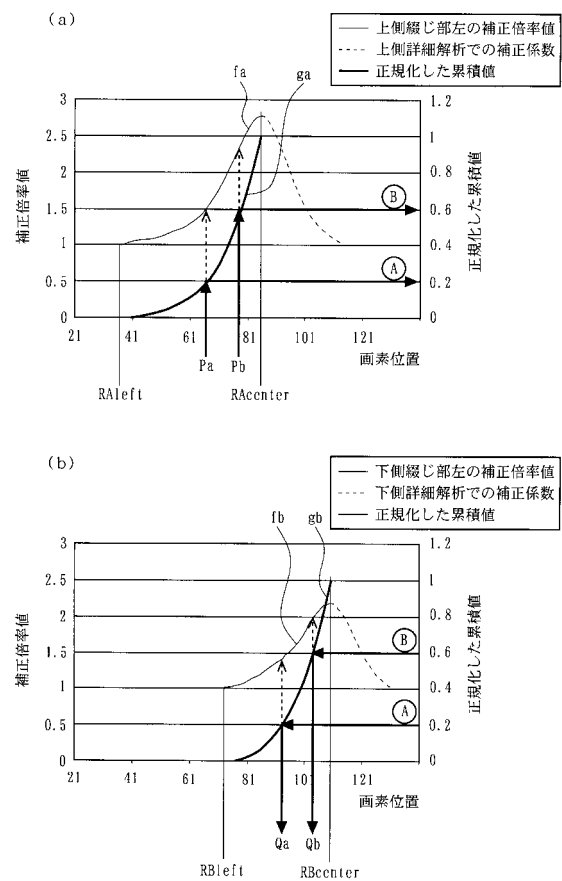 (a)
上側綴じ部左の補正倍率値
上側詳細解析での補正係数
正規化した累積値
fa
ga
3
2.5
2
1.5
1
0.5
0
補正倍率値
1.2
1
0.8
0.6
0.4
0.2
0
正規化した累積値
B
A
21
41
61
81
101
121
画素位置
Pa
Pb
RAleft
RAcenter
(b)
下側綴じ部左の補正倍率値
下側詳細解析での補正係数
正規化した累積値
fb
gb
3
2.5
2
1.5
1
0.5
0
補正倍率値
1.2
1
0.8
0.6
0.4
0.2
0
正規化した累積値
B
A
21
41
61
81
101
121
画素位置
Qa
Qb
RBleft
RBcenter